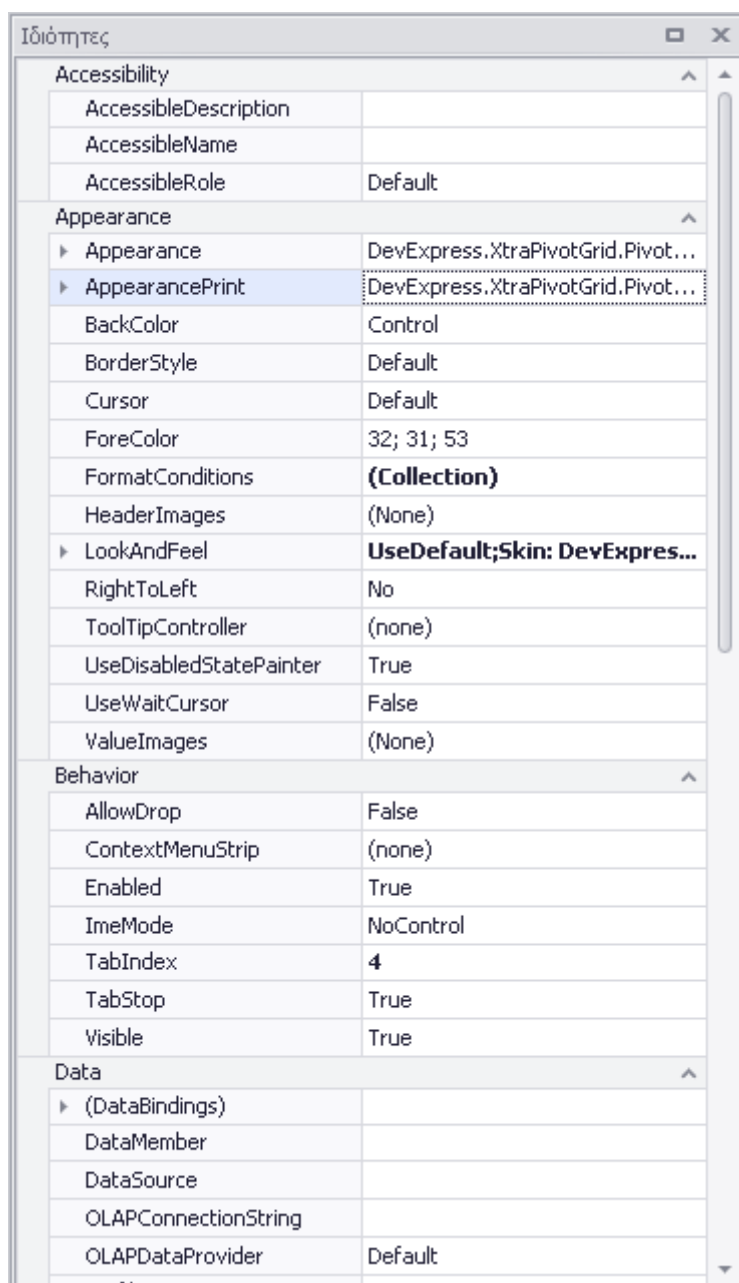 Ιδιότητες
Accessibility
AccessibleDescription
AccessibleName
AccessibleRole Default
Appearance
Appearance DevExpress.XtraPivotGrid.Pivot...
AppearancePrint DevExpress.XtraPivotGrid.Pivot...
BackColor Control
BorderStyle Default
Cursor Default
ForeColor 32; 31; 53
FormatConditions (Collection)
HeaderImages (None)
LookAndFeel UseDefault;Skin: DevExpres...
RightToLeft No
ToolTipController (none)
UseDisabledStatePainter True
UseWaitCursor False
ValueImages (None)
Behavior
AllowDrop False
ContextMenuStrip (none)
Enabled True
ImeMode NoControl
TabIndex 4
TabStop True
Visible True
Data
(DataBindings)
DataMember
DataSource
OLAPConnectionString
OLAPDataProvider Default